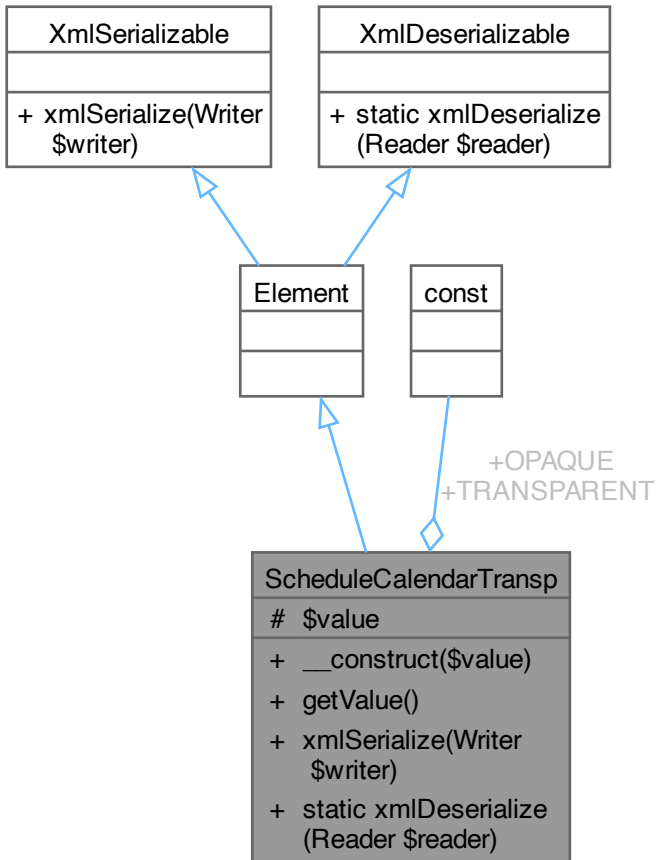 XmlSerializable
+ xmlSerialize(Writer
$writer)
XmlDeserializable
+ static xmlDeserialize
(Reader $reader)
Element
const
+OPAQUE
+TRANSPARENT
ScheduleCalendarTransp
# $value
+ __construct($value)
+ getValue()
+ xmlSerialize(Writer
$writer)
+ static xmlDeserialize
(Reader $reader)